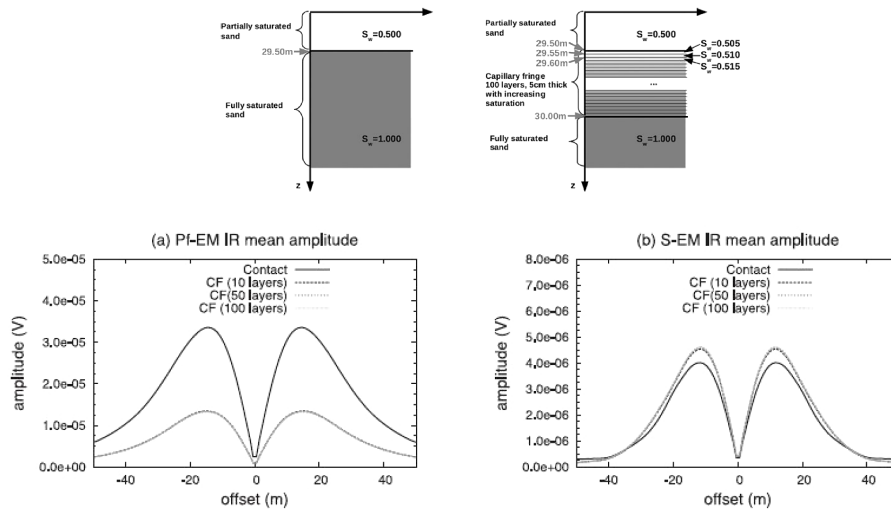 Partially saturated
sand
S_w=0.500
29.50m
Fully saturated
sand
S_w=1.000
z
Partially saturated
sand
S_w=0.500
29.50m
29.55m
29.60m
S_w=0.505
S_w=0.510
S_w=0.515
Capillary fringe
100 layers, 5cm thick
with increasing
saturation
...
30.00m
Fully saturated
sand
S_w=1.000
z
(a) Pf-EM IR mean amplitude
5.0e-05
4.0e-05
3.0e-05
2.0e-05
1.0e-05
0.0e+00
amplitude (V)
Contact
CF (10 layers)
CF(50 layers)
CF (100 layers)
-40
-20
0
20
40
offset (m)
(b) S-EM IR mean amplitude
8.0e-06
7.0e-06
6.0e-06
5.0e-06
4.0e-06
3.0e-06
2.0e-06
1.0e-06
0.0e+00
amplitude (V)
Contact
CF (10 layers)
CF(50 layers)
CF (100 layers)
-40
-20
0
20
40
offset (m)